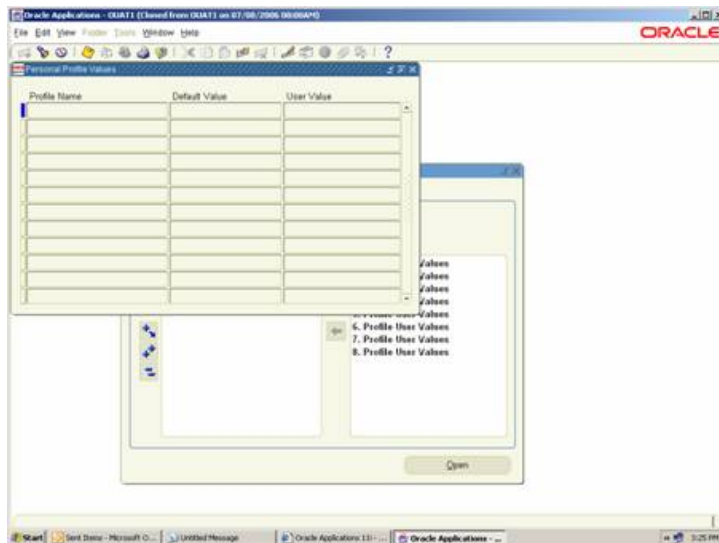 Oracle Applications - OUAT1 (Cloned from OUAT1 on 07/08/2006 08:00AM)
File Edit View Folder Tools Window Help
ORACLE
Personal Profile Values
Profile Name Default Value User Value
Values
Values
Values
Values
Values
6. Profile User Values
7. Profile User Values
8. Profile User Values
Open
Start Sent Items - Microsoft O... Untitled Message Oracle Applications 11i - ... Oracle Applications - ... 3:25 PM